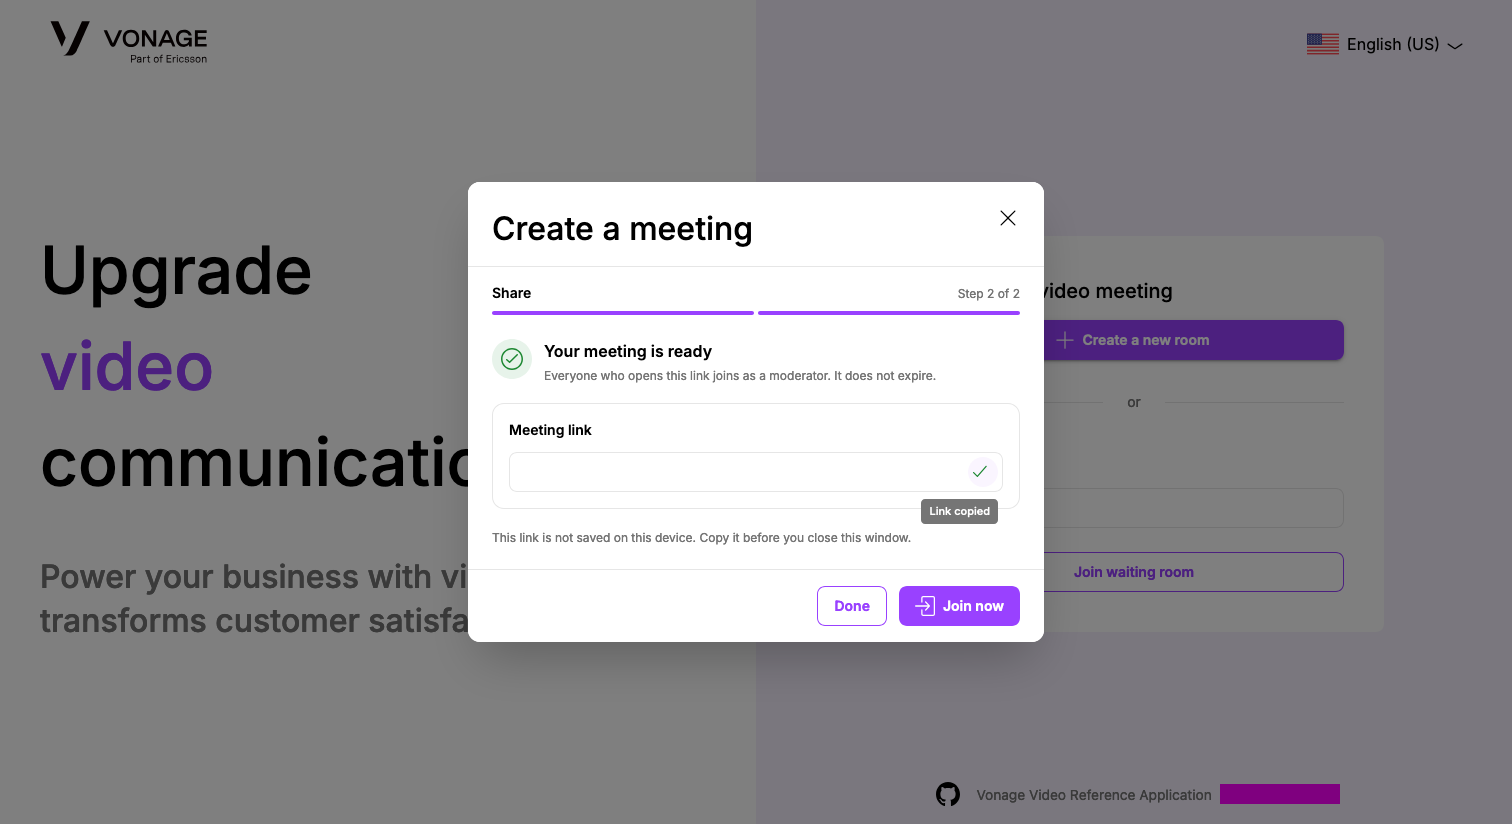 VONAGE
Part of Ericsson
English (US)
Upgrade
video
communicatio
Power your business with vi
transforms customer satisfa
Create a meeting
Share
Step 2 of 2
Your meeting is ready
Everyone who opens this link joins as a moderator. It does not expire.
Meeting link
Link copied
This link is not saved on this device. Copy it before you close this window.
Done
Join now
video meeting
Create a new room
or
Join waiting room
Vonage Video Reference Application